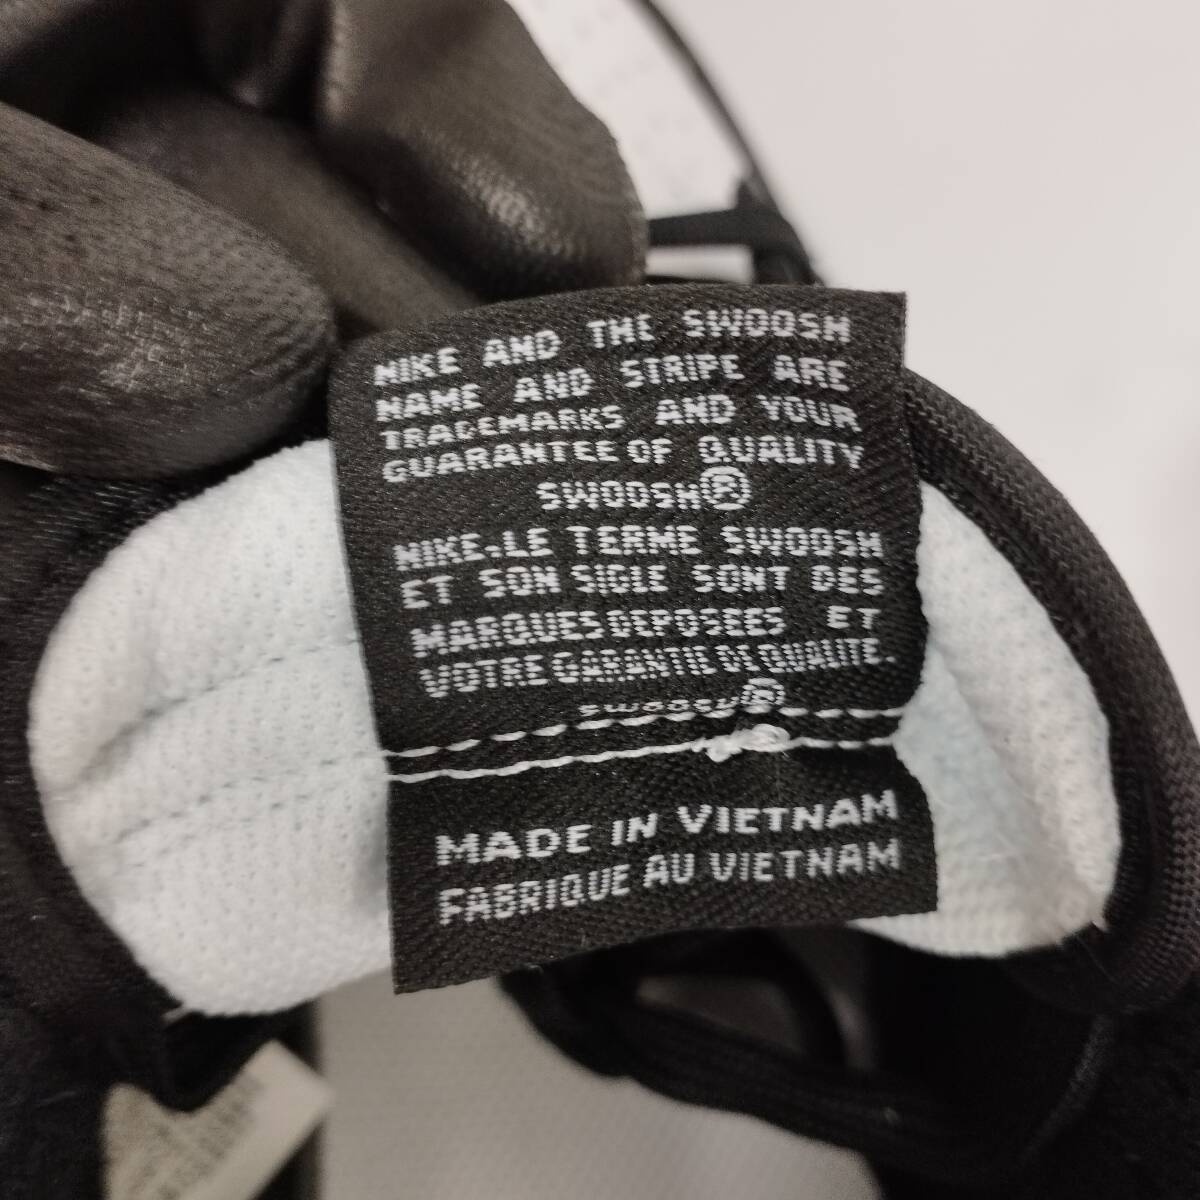 NIKE AND THE SWOOSH
NAME AND STRIPE ARE
TRADEMARKS AND YOUR
GUARANTEE OF QUALITY
SWOOSH®
NIKE-LE TERME SWOOSH
ET SON SIGLE SONT DES
MARQUES DEPOSEES ET
VOTRE GARANTIE DE QUALITE.
SWOOSH®
MADE IN VIETNAM
FABRIQUE AU VIETNAM